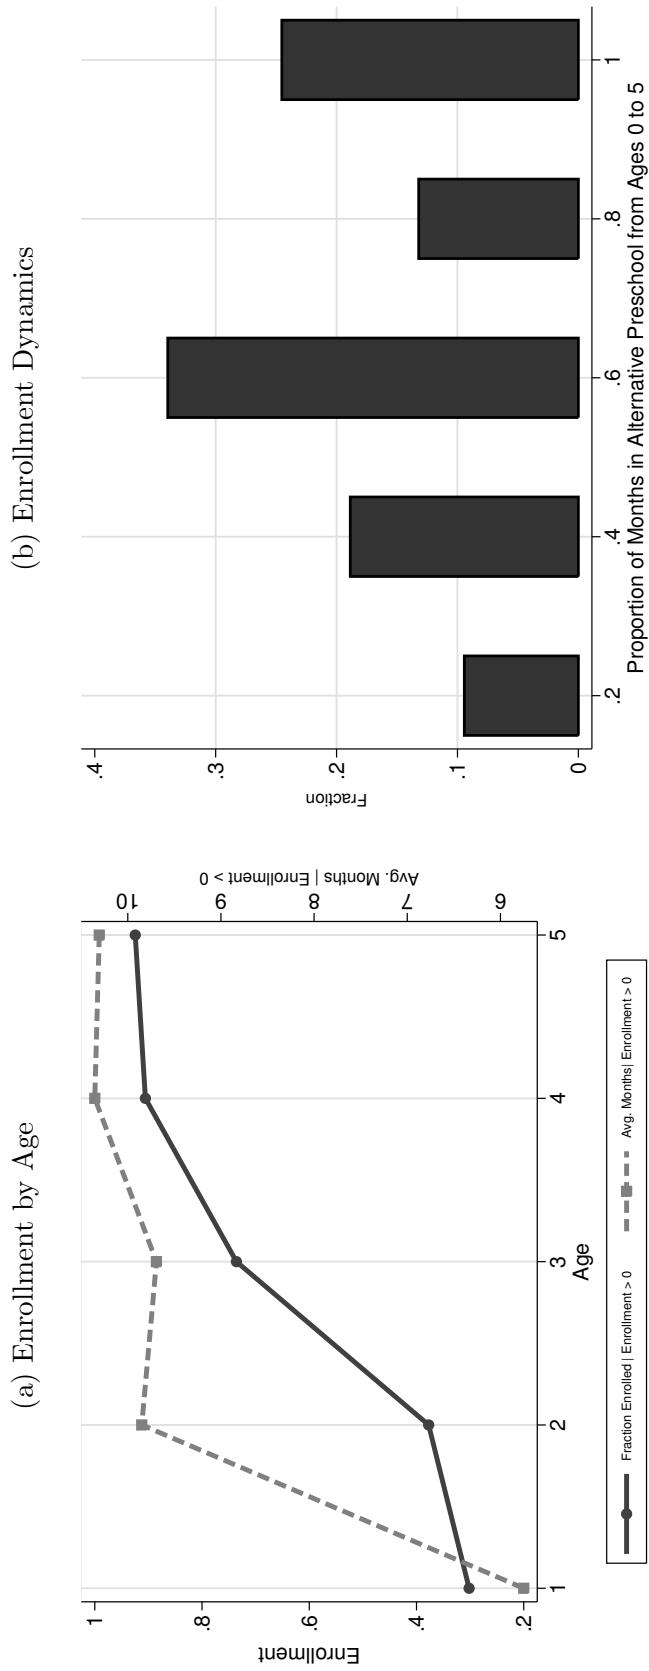 (a) Enrollment by Age
1
.8
.6
.4
.2
Enrollment
10
9
8
7
6
Avg. Months | Enrollment > 0
1
2
3
4
5
Age
Fraction Enrolled | Enrollment > 0
Avg. Months| Enrollment > 0
(b) Enrollment Dynamics
.4
.3
.2
.1
0
Fraction
.2
.4
.6
.8
1
Proportion of Months in Alternative Preschool from Ages 0 to 5